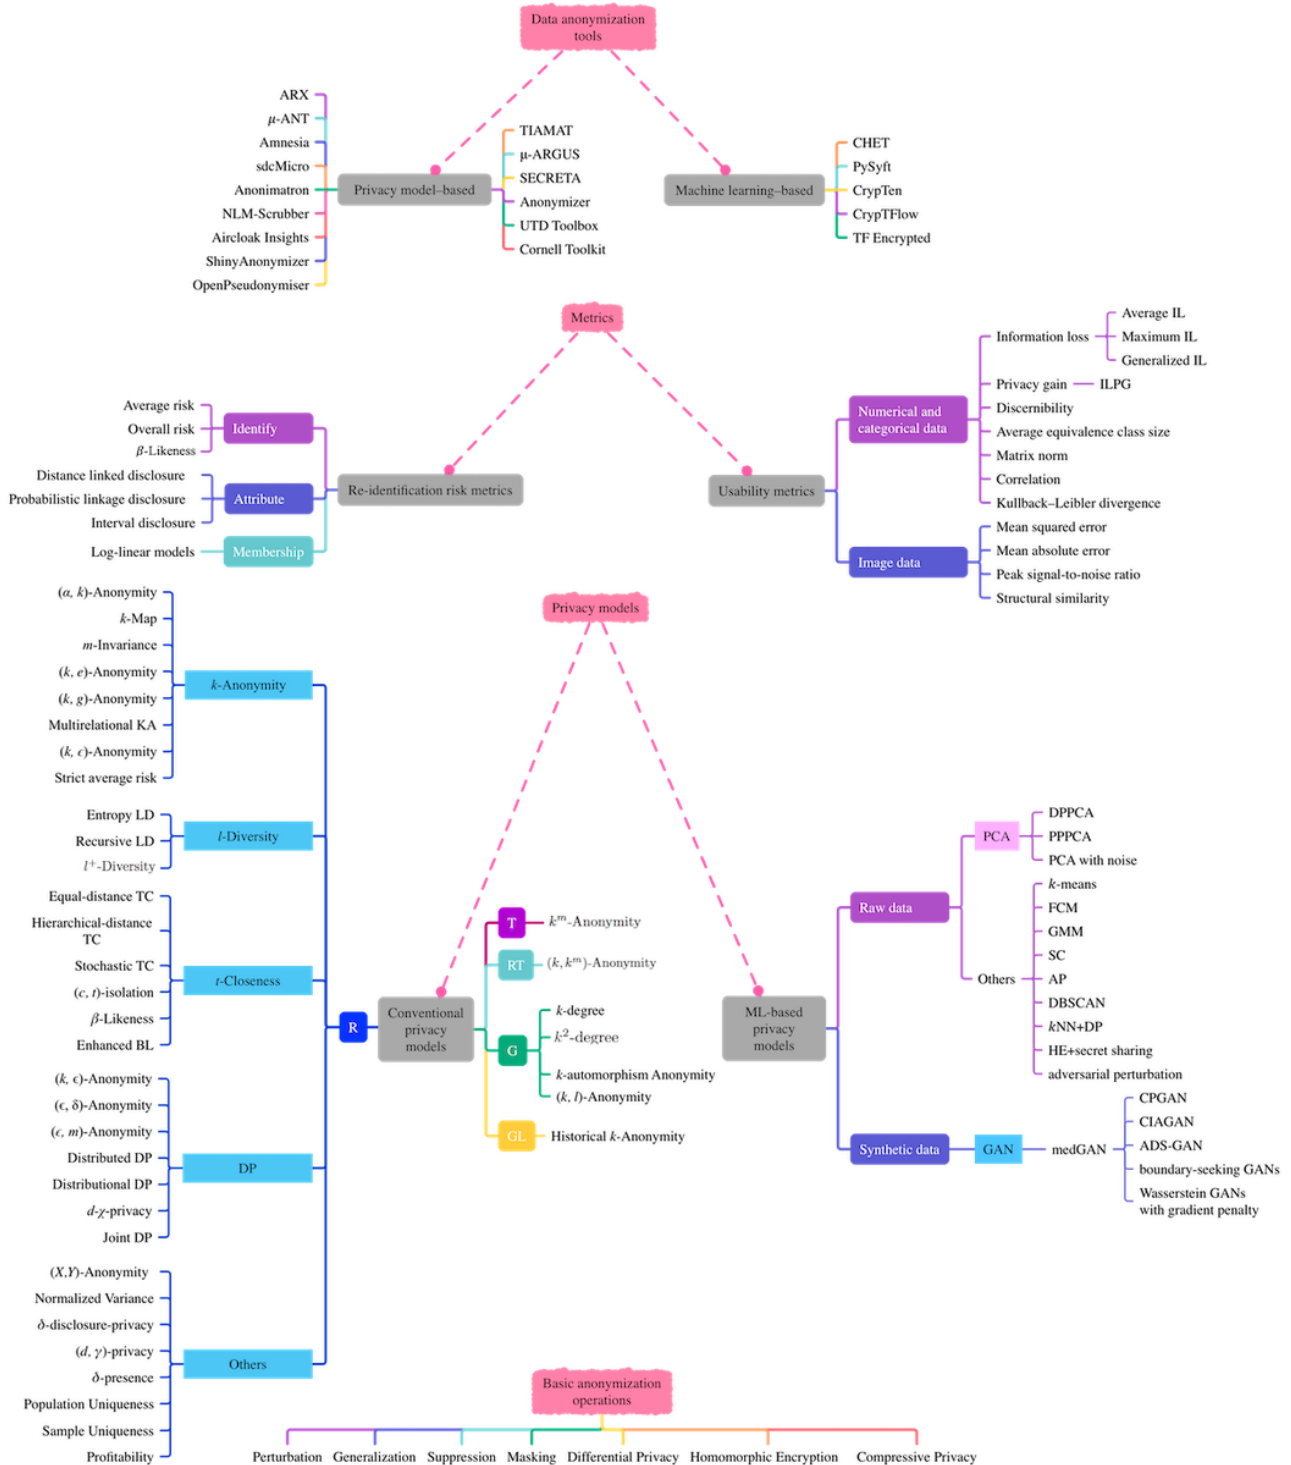 Data anonymization
tools
ARX
μ-ANT
Amnesia
sdcMicro
Anonimatron
NLM-Scrubber
Aircloak Insights
ShinyAnonymizer
OpenPseudonymiser
Privacy model–based
TIAMAT
μ-ARGUS
SECRETA
Anonymizer
UTD Toolbox
Cornell Toolkit
Machine learning–based
CHET
PySyft
CrypTen
CrypTFlow
TF Encrypted
Metrics
Average risk
Overall risk
β-Likeness
Identify
Distance linked disclosure
Probabilistic linkage disclosure
Interval disclosure
Attribute
Log-linear models
Membership
Re-identification risk metrics
Usability metrics
Numerical and
categorical data
Information loss
Average IL
Maximum IL
Generalized IL
Privacy gain
ILPG
Discernibility
Average equivalence class size
Matrix norm
Correlation
Kullback–Leibler divergence
Image data
Mean squared error
Mean absolute error
Peak signal-to-noise ratio
Structural similarity
Privacy models
(α, k)-Anonymity
k-Map
m-Invariance
(k, e)-Anonymity
(k, g)-Anonymity
Multirelational KA
(k, ϵ)-Anonymity
Strict average risk
k-Anonymity
Entropy LD
Recursive LD
l⁺-Diversity
l-Diversity
Equal-distance TC
Hierarchical-distance
TC
Stochastic TC
(c, t)-isolation
β-Likeness
Enhanced BL
t-Closeness
(k, ϵ)-Anonymity
(ϵ, δ)-Anonymity
(ϵ, m)-Anonymity
Distributed DP
Distributional DP
d-χ-privacy
Joint DP
DP
(X,Y)-Anonymity
Normalized Variance
δ-disclosure-privacy
(d, γ)-privacy
δ-presence
Population Uniqueness
Sample Uniqueness
Profitability
Others
R
Conventional
privacy
models
T
kᵐ-Anonymity
RT
(k, kᵐ)-Anonymity
G
k-degree
k²-degree
k-automorphism Anonymity
(k, l)-Anonymity
GL
Historical k-Anonymity
ML-based
privacy
models
Raw data
PCA
DPPCA
PPPCA
PCA with noise
Others
k-means
FCM
GMM
SC
AP
DBSCAN
kNN+DP
HE+secret sharing
adversarial perturbation
Synthetic data
GAN
medGAN
CPGAN
CIAGAN
ADS-GAN
boundary-seeking GANs
Wasserstein GANs
with gradient penalty
Basic anonymization
operations
Perturbation
Generalization
Suppression
Masking
Differential Privacy
Homomorphic Encryption
Compressive Privacy